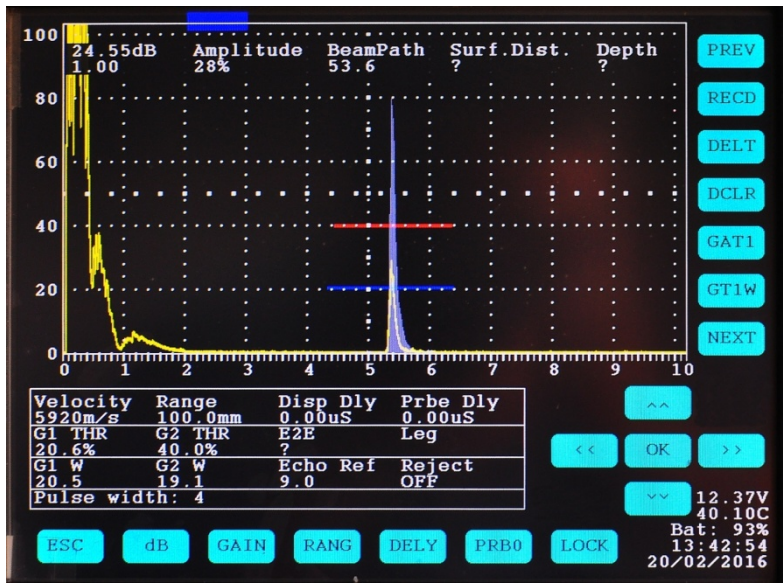 100 24.55dB Amplitude BeamPath Surf.Dist. Depth PREV
1.00 28% 53.6 ? ?
80 RECD
60 DELT
DCLR
40 GAT1
20 GT1W
NEXT
0
0 1 2 3 4 5 6 7 8 9 10
Velocity Range Disp Dly Prbe Dly
5920m/s 100.0mm 0.00uS 0.00uS
G1 THR G2 THR E2E Leg
20.6% 40.0% ?
G1 W G2 W Echo Ref Reject
20.5 19.1 9.0 OFF
Pulse width: 4
^^
<< OK >>
vv
12.37V
40.10C
Bat: 93%
13:42:54
20/02/2016
ESC dB GAIN RANG DELY PRB0 LOCK